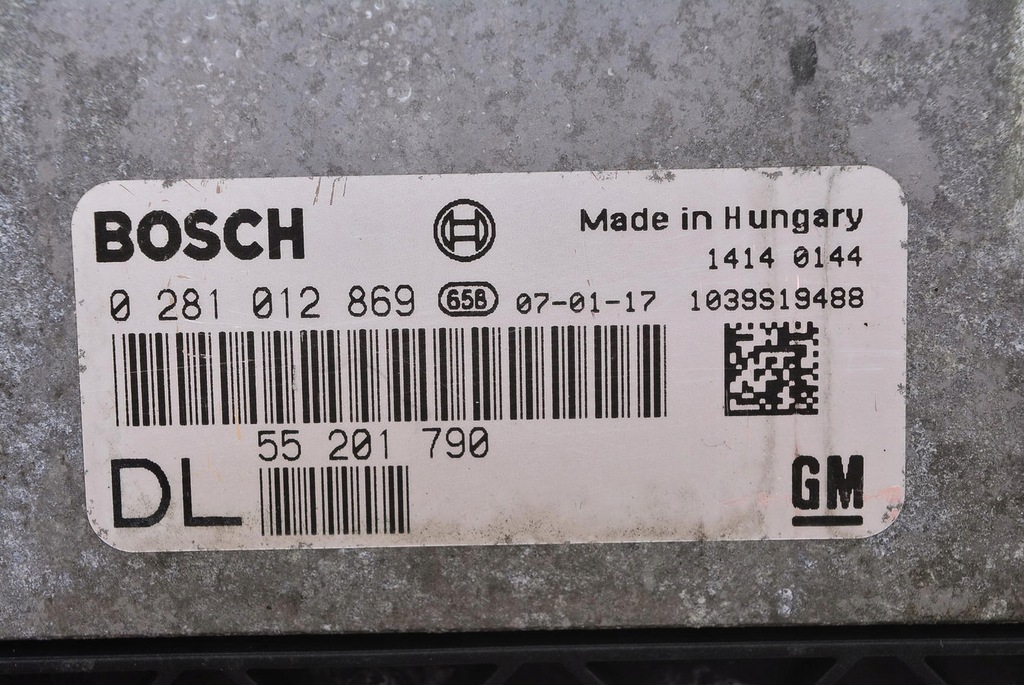 BOSCH
Made in Hungary
1414 0144
0 281 012 869 658 07-01-17 1039S19488
55 201 790
DL
GM